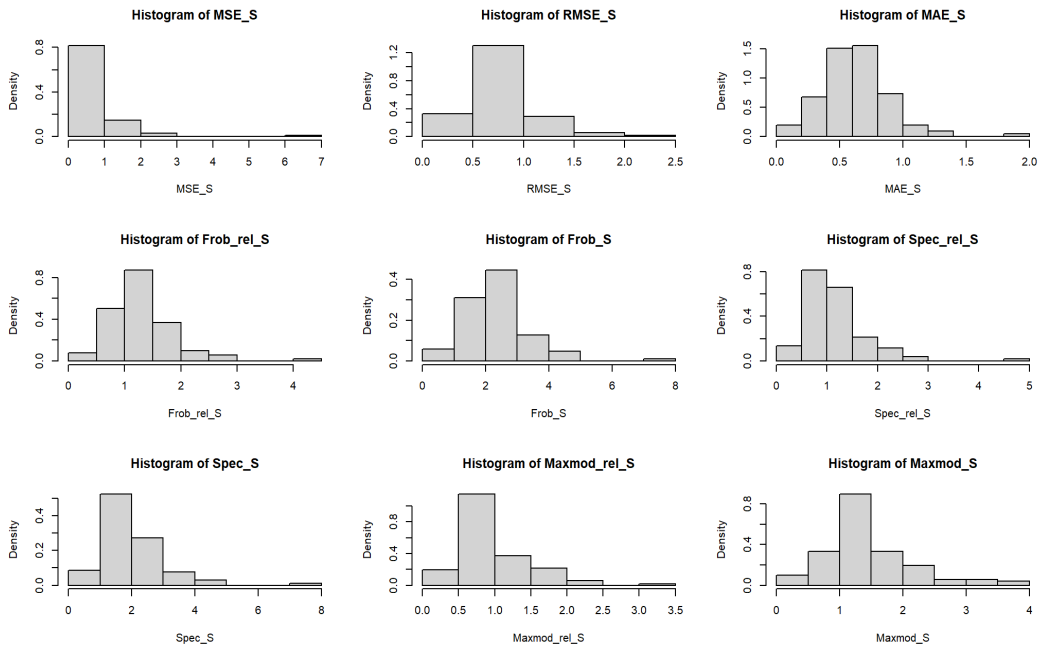 Histogram of MSE_S
Density
0.0 0.4 0.8
0 1 2 3 4 5 6 7
MSE_S
Histogram of RMSE_S
Density
0.0 0.4 0.8 1.2
0.0 0.5 1.0 1.5 2.0 2.5
RMSE_S
Histogram of MAE_S
Density
0.0 0.5 1.0 1.5
0.0 0.5 1.0 1.5 2.0
MAE_S
Histogram of Frob_rel_S
Density
0.0 0.4 0.8
0 1 2 3 4
Frob_rel_S
Histogram of Frob_S
Density
0.0 0.2 0.4
0 2 4 6 8
Frob_S
Histogram of Spec_rel_S
Density
0.0 0.4 0.8
0 1 2 3 4 5
Spec_rel_S
Histogram of Spec_S
Density
0.0 0.2 0.4
0 2 4 6 8
Spec_S
Histogram of Maxmod_rel_S
Density
0.0 0.4 0.8
0.0 0.5 1.0 1.5 2.0 2.5 3.0 3.5
Maxmod_rel_S
Histogram of Maxmod_S
Density
0.0 0.4 0.8
0 1 2 3 4
Maxmod_S